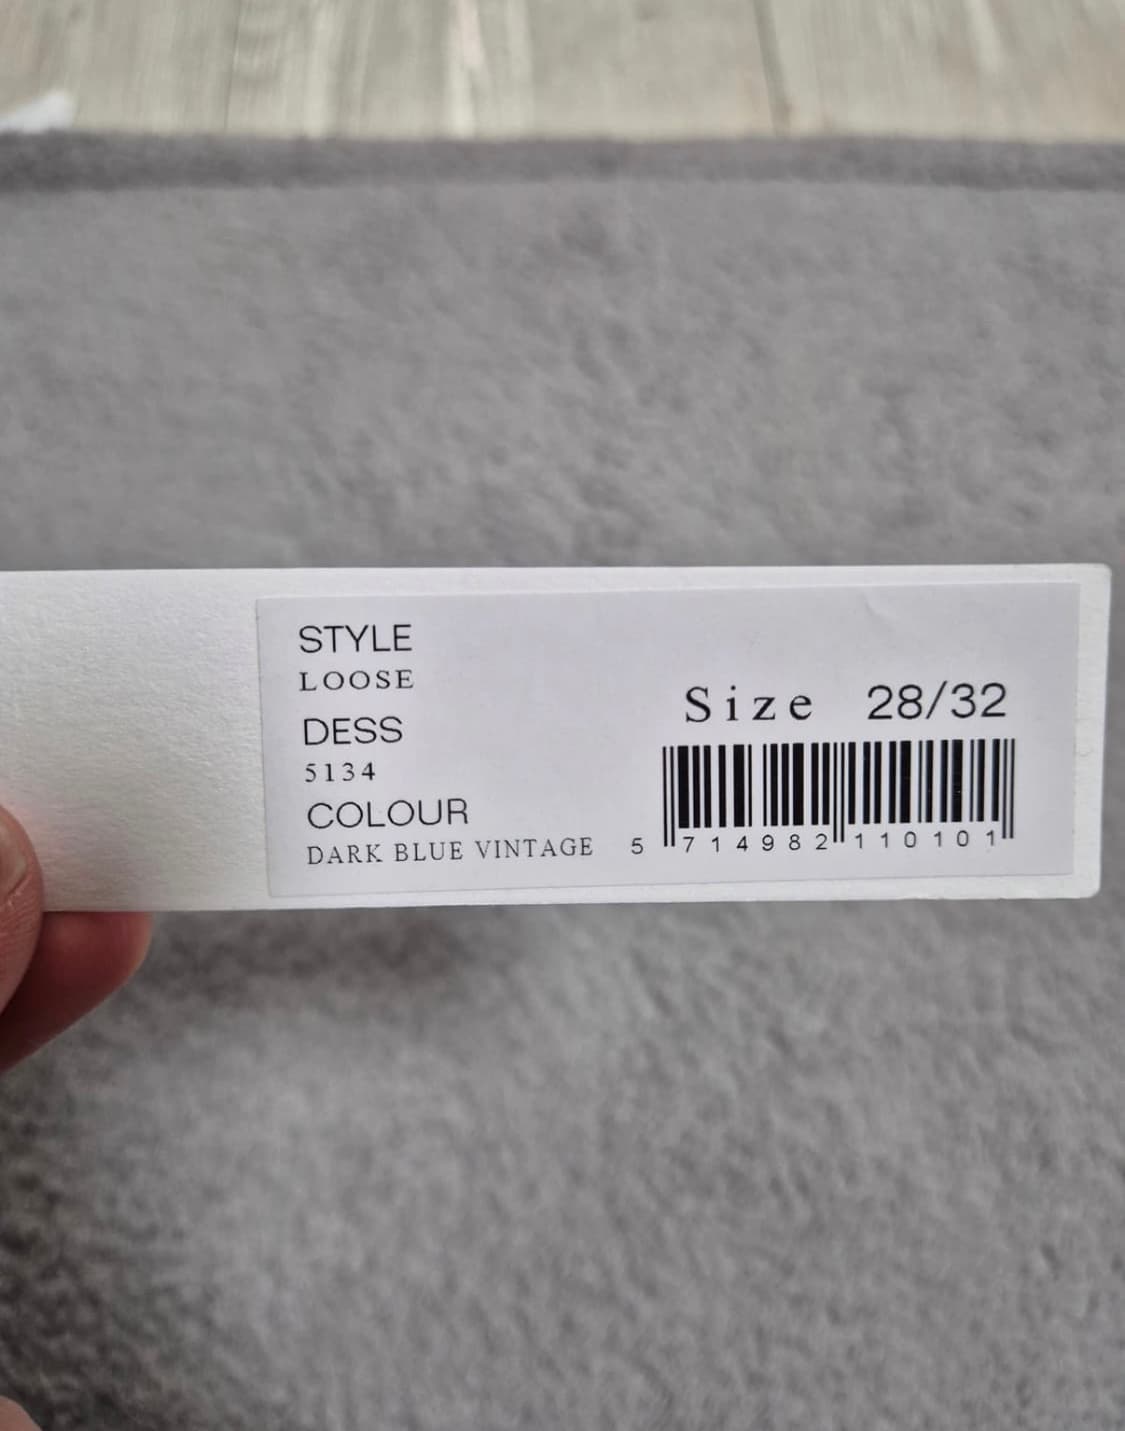 STYLE
LOOSE
DESS
5134
COLOUR
DARK BLUE VINTAGE
Size 28/32
5 714982 110101